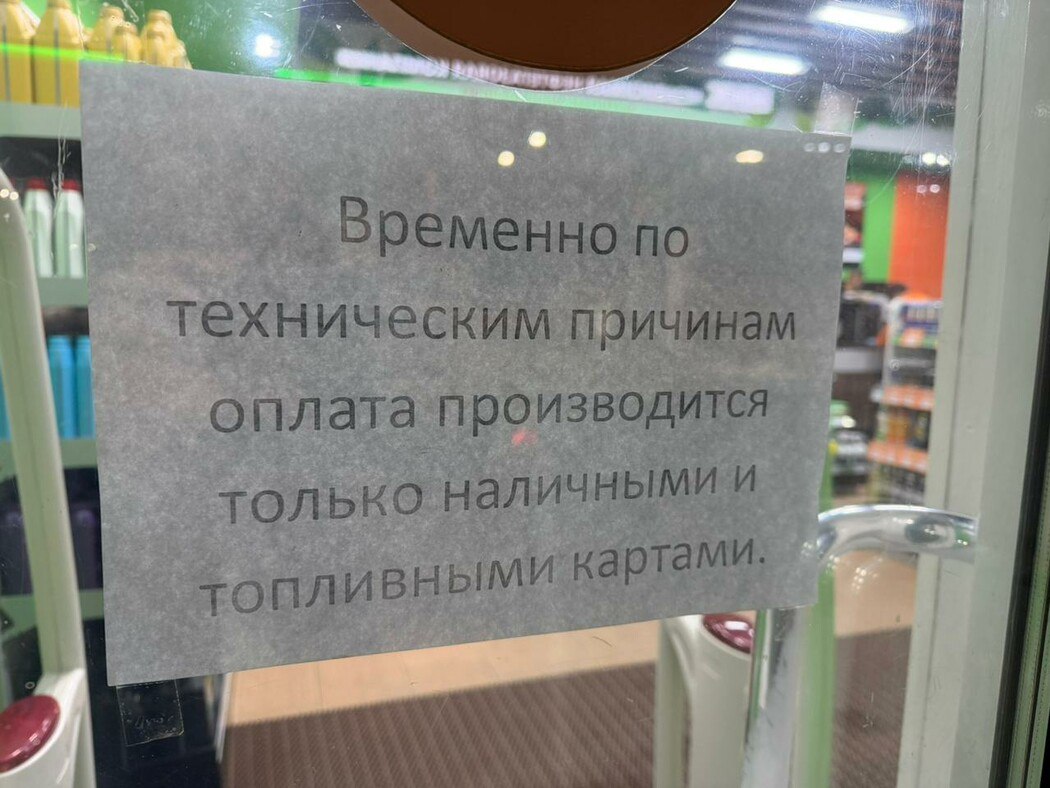 Временно по
техническим причинам
оплата производится
только наличными и
топливными картами.